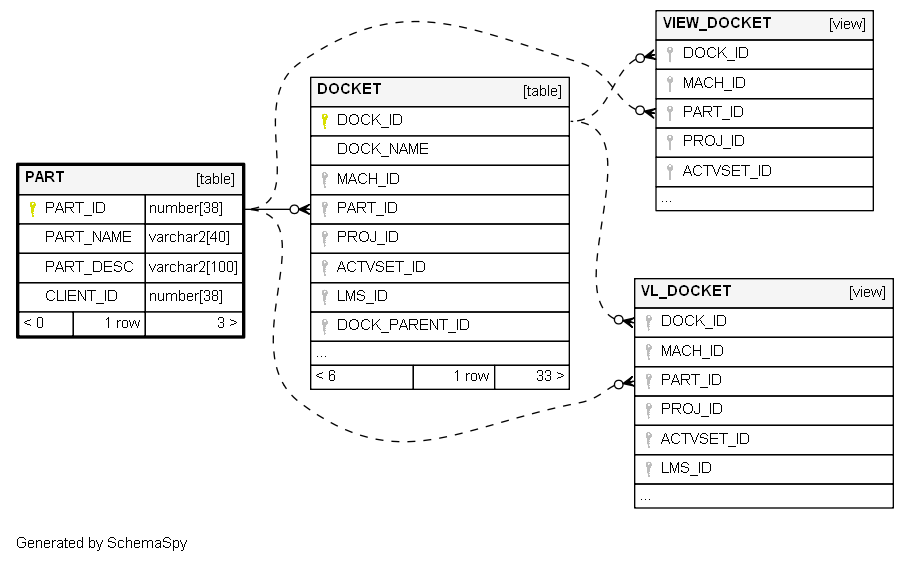 PART [table]
PART_ID number[38]
PART_NAME varchar2[40]
PART_DESC varchar2[100]
CLIENT_ID number[38]
< 0 1 row 3 >
DOCKET [table]
DOCK_ID
DOCK_NAME
MACH_ID
PART_ID
PROJ_ID
ACTVSET_ID
LMS_ID
DOCK_PARENT_ID
...
< 6 1 row 33 >
VIEW_DOCKET [view]
DOCK_ID
MACH_ID
PART_ID
PROJ_ID
ACTVSET_ID
...
VL_DOCKET [view]
DOCK_ID
MACH_ID
PART_ID
PROJ_ID
ACTVSET_ID
LMS_ID
...
Generated by SchemaSpy